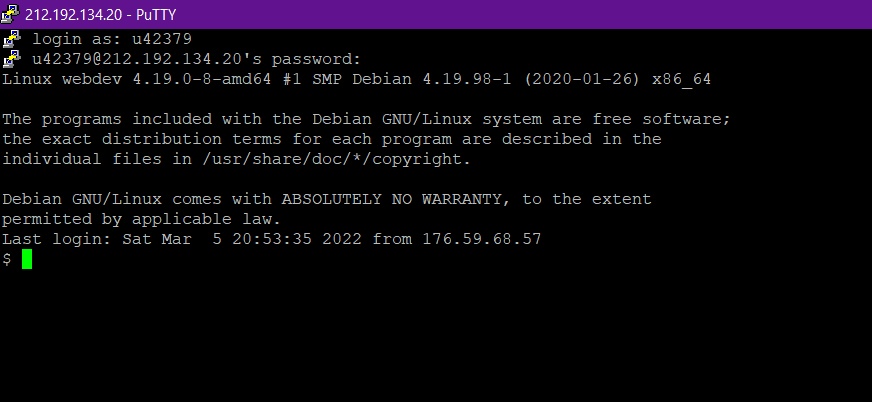 212.192.134.20 - PuTTY
login as: u42379
u42379@212.192.134.20's password:
Linux webdev 4.19.0-8-amd64 #1 SMP Debian 4.19.98-1 (2020-01-26) x86_64
The programs included with the Debian GNU/Linux system are free software;
the exact distribution terms for each program are described in the
individual files in /usr/share/doc/*/copyright.
Debian GNU/Linux comes with ABSOLUTELY NO WARRANTY, to the extent
permitted by applicable law.
Last login: Sat Mar  5 20:53:35 2022 from 176.59.68.57
$